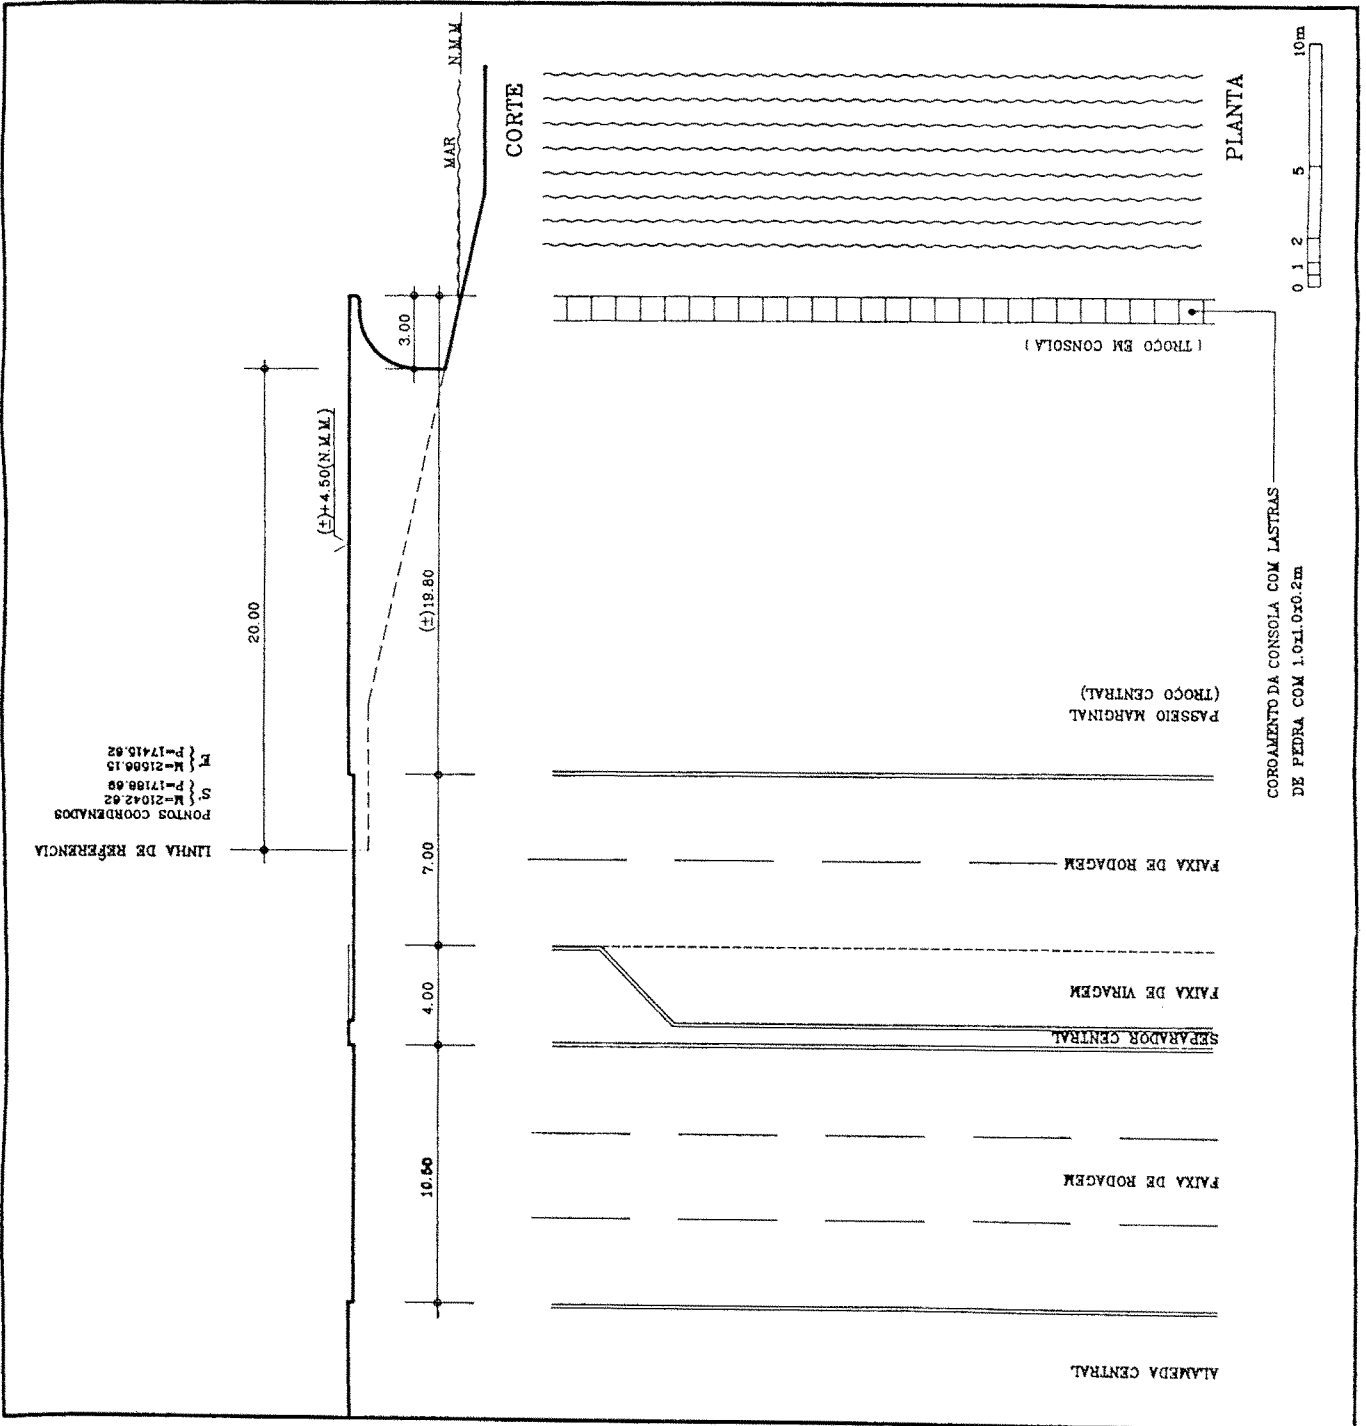 N.M.M
MAR
CORTE
PLANTA
10m
5
2
1
0
3.00
(TROÇO EM CONSOLA)
20.00
(±)+4.50(N.M.M.)
(±)19.80
COROAMENTO DA CONSOLA COM LASTRAS
DE PEDRA COM 1.0x1.0x0.2m
PASSEIO MARGINAL
(TROÇO CENTRAL)
LINHA DE REFERENCIA
PONTOS COORDENADOS
7.00
FAIXA DE RODAGEM
4.00
FAIXA DE VIRAGEM
SEPARADOR CENTRAL
10.50
FAIXA DE RODAGEM
ALAMEDA CENTRAL